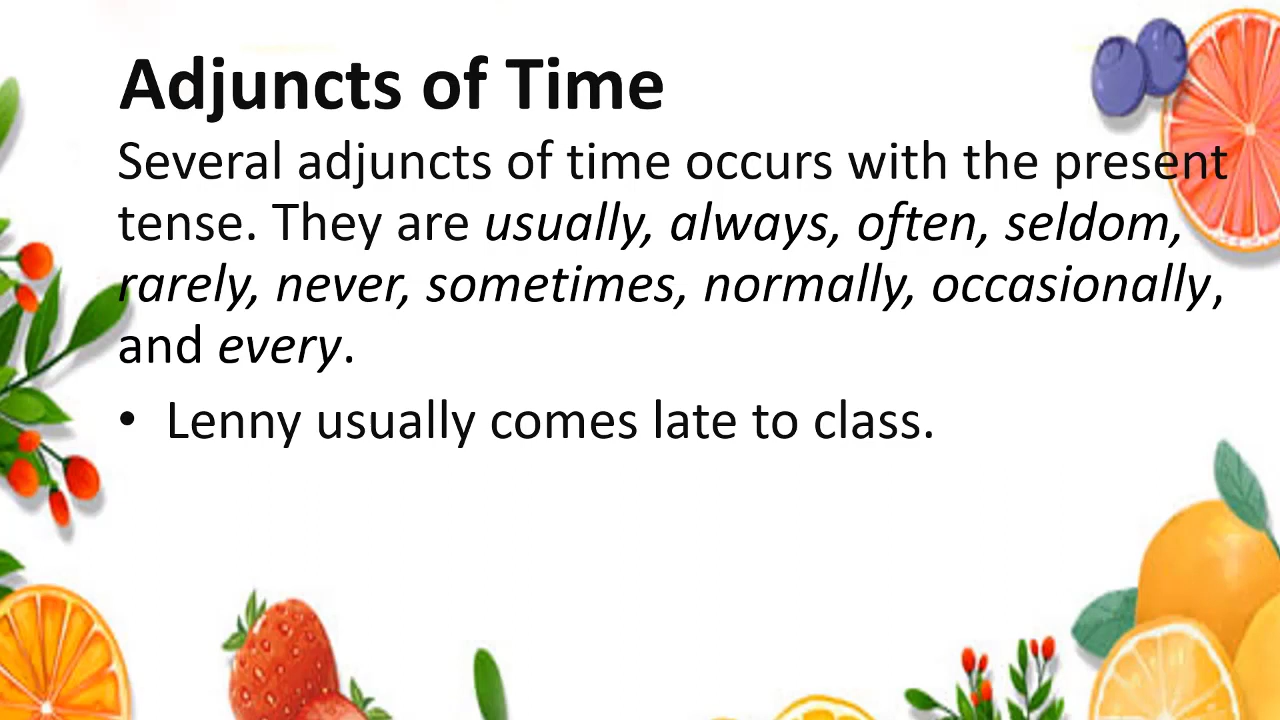 Adjuncts of Time
Several adjuncts of time occurs with the present
tense. They are usually, always, often, seldom,
rarely, never, sometimes, normally, occasionally,
and every.
• Lenny usually comes late to class.